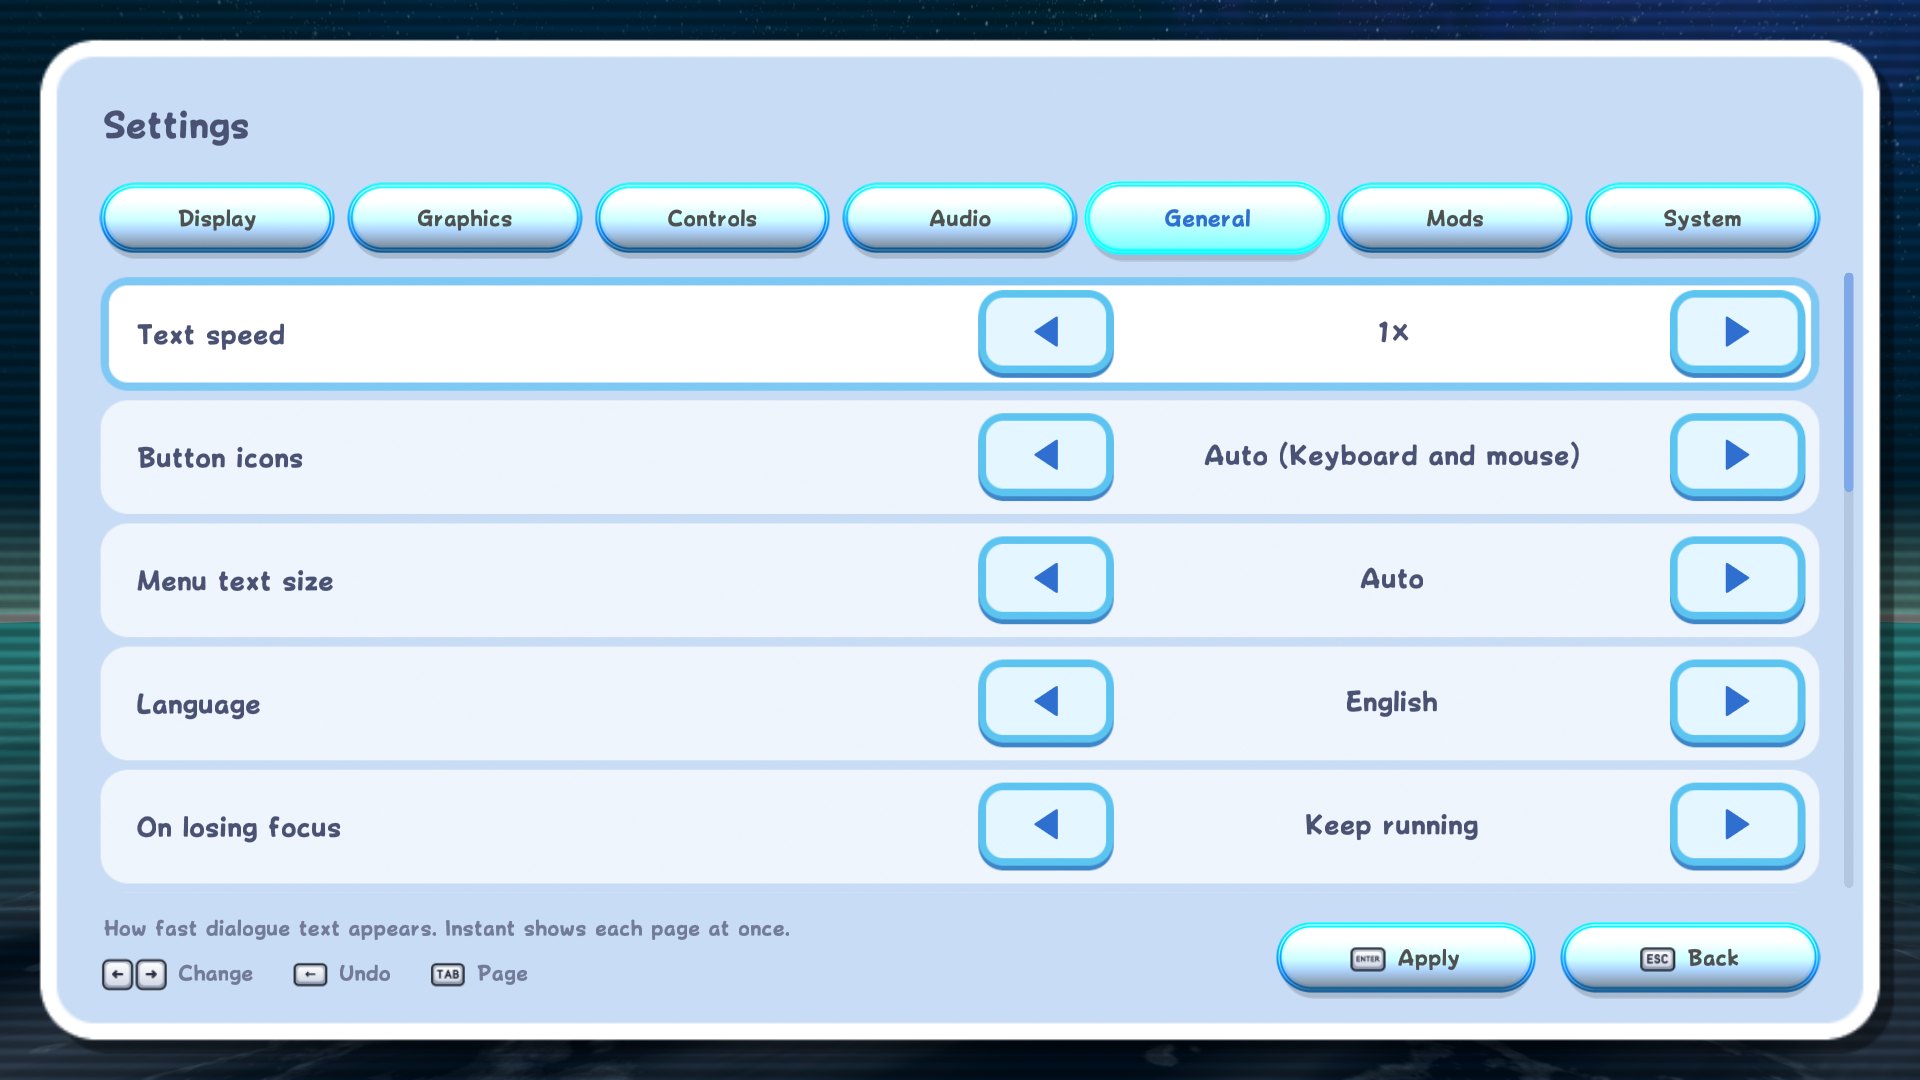 Settings
Display Graphics Controls Audio General Mods System
Text speed 1x
Button icons Auto (Keyboard and mouse)
Menu text size Auto
Language English
On losing focus Keep running
How fast dialogue text appears. Instant shows each page at once.
← → Change ← Undo TAB Page
ENTER Apply ESC Back